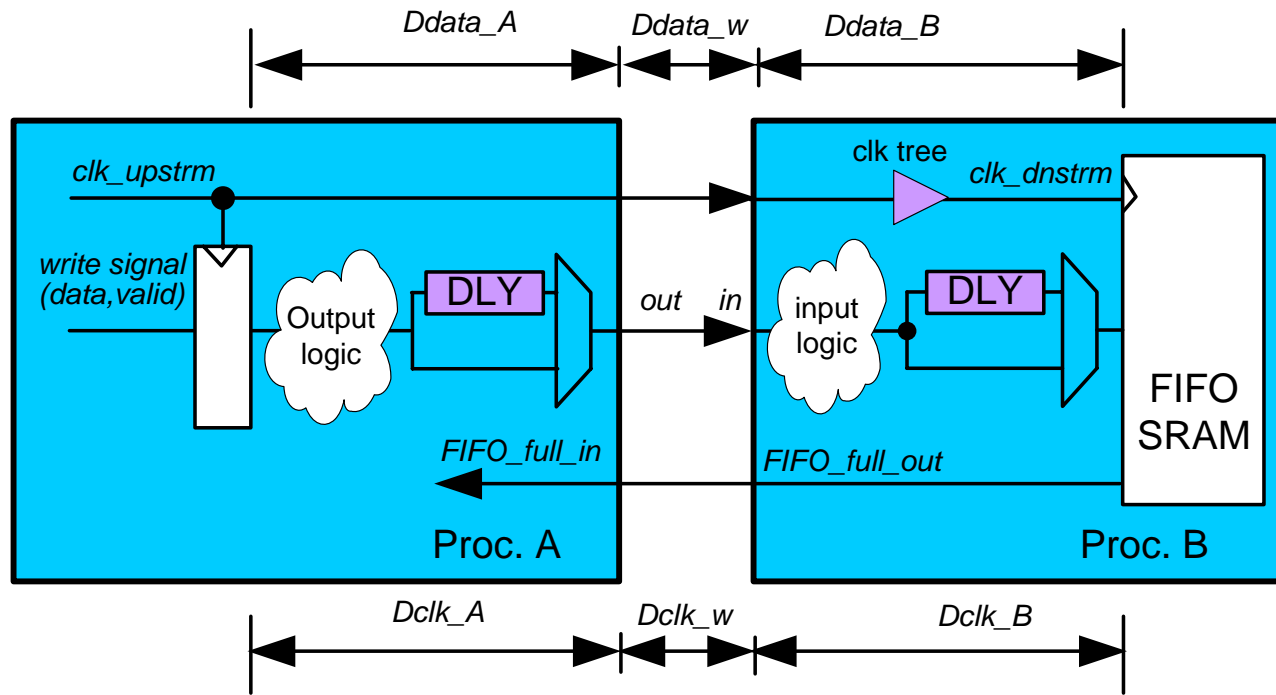 Ddata_A
Ddata_w
Ddata_B
clk_upstrm
clk tree
clk_dnstrm
write signal
(data,valid)
Output
logic
DLY
out
in
input
logic
DLY
FIFO
SRAM
FIFO_full_in
FIFO_full_out
Proc. A
Proc. B
Dclk_A
Dclk_w
Dclk_B